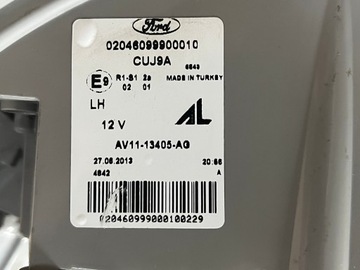 Ford
02046099900010
CUJ9A
6543
E9 R1-S1 2a MADE IN TURKEY
02 01
LH
12 V AL
AV11-13405-AG
27.06.2013 20:56
4842 A
020460999000100229